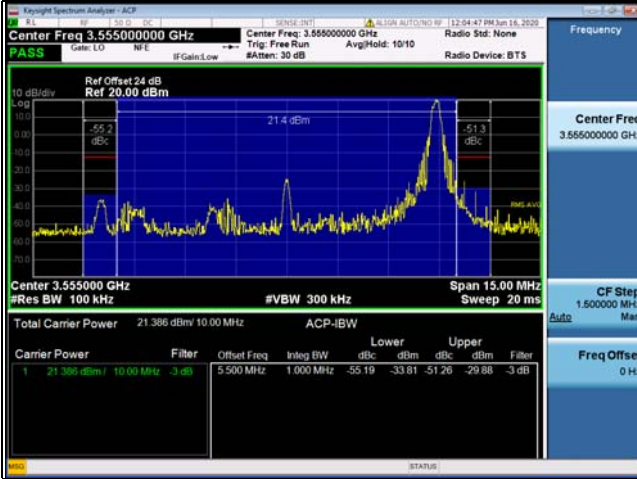 Keysight Spectrum Analyzer - ACP
RL RF 50 Ω DC SENSE:INT ALIGN AUTO/NO RF 12:04:47 PM Jun 16, 2020
Center Freq 3.555000000 GHz Center Freq: 3.555000000 GHz Radio Std: None
PASS Gate: LO NFE Trig: Free Run Avg|Hold: 10/10
IFGain:Low #Atten: 30 dB Radio Device: BTS
Frequency
Ref Offset 24 dB
10 dB/div Ref 20.00 dBm
Log
10.0
0.00
-55.2
dBc
21.4 dBm
-51.3
dBc
RMS AVG
Center Freq
3.555000000 GHz
Center 3.555000 GHz Span 15.00 MHz
#Res BW 100 kHz #VBW 300 kHz Sweep 20 ms
CF Step
1.500000 MHz
Auto Man
Total Carrier Power 21.386 dBm/ 10.00 MHz ACP-IBW
Lower Upper
Carrier Power Filter Offset Freq Integ BW dBc dBm dBc dBm Filter
1 21.386 dBm / 10.00 MHz -3 dB 5.500 MHz 1.000 MHz -55.19 -33.81 -51.26 -29.88 -3 dB
Freq Offset
0 Hz
MSG STATUS